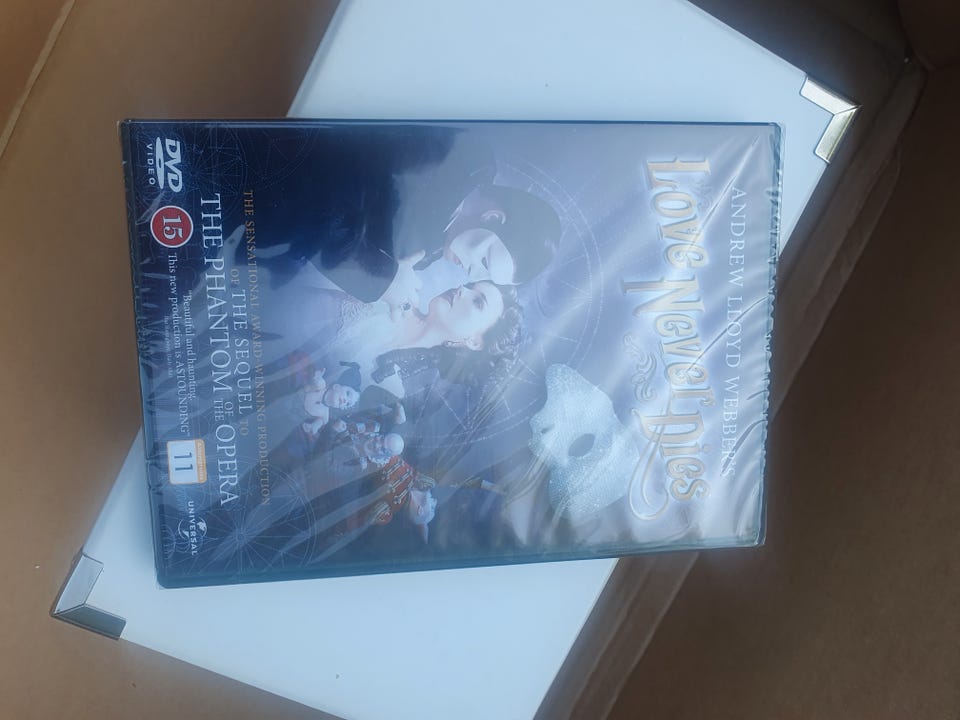 ANDREW LLOYD WEBBER'S
Love Never Dies
THE SENSATIONAL AWARD-WINNING PRODUCTION
OF THE SEQUEL TO
THE PHANTOM OF THE OPERA
"Beautiful and haunting.
This new production is ASTOUNDING"
DVD
VIDEO
15
11
UNIVERSAL